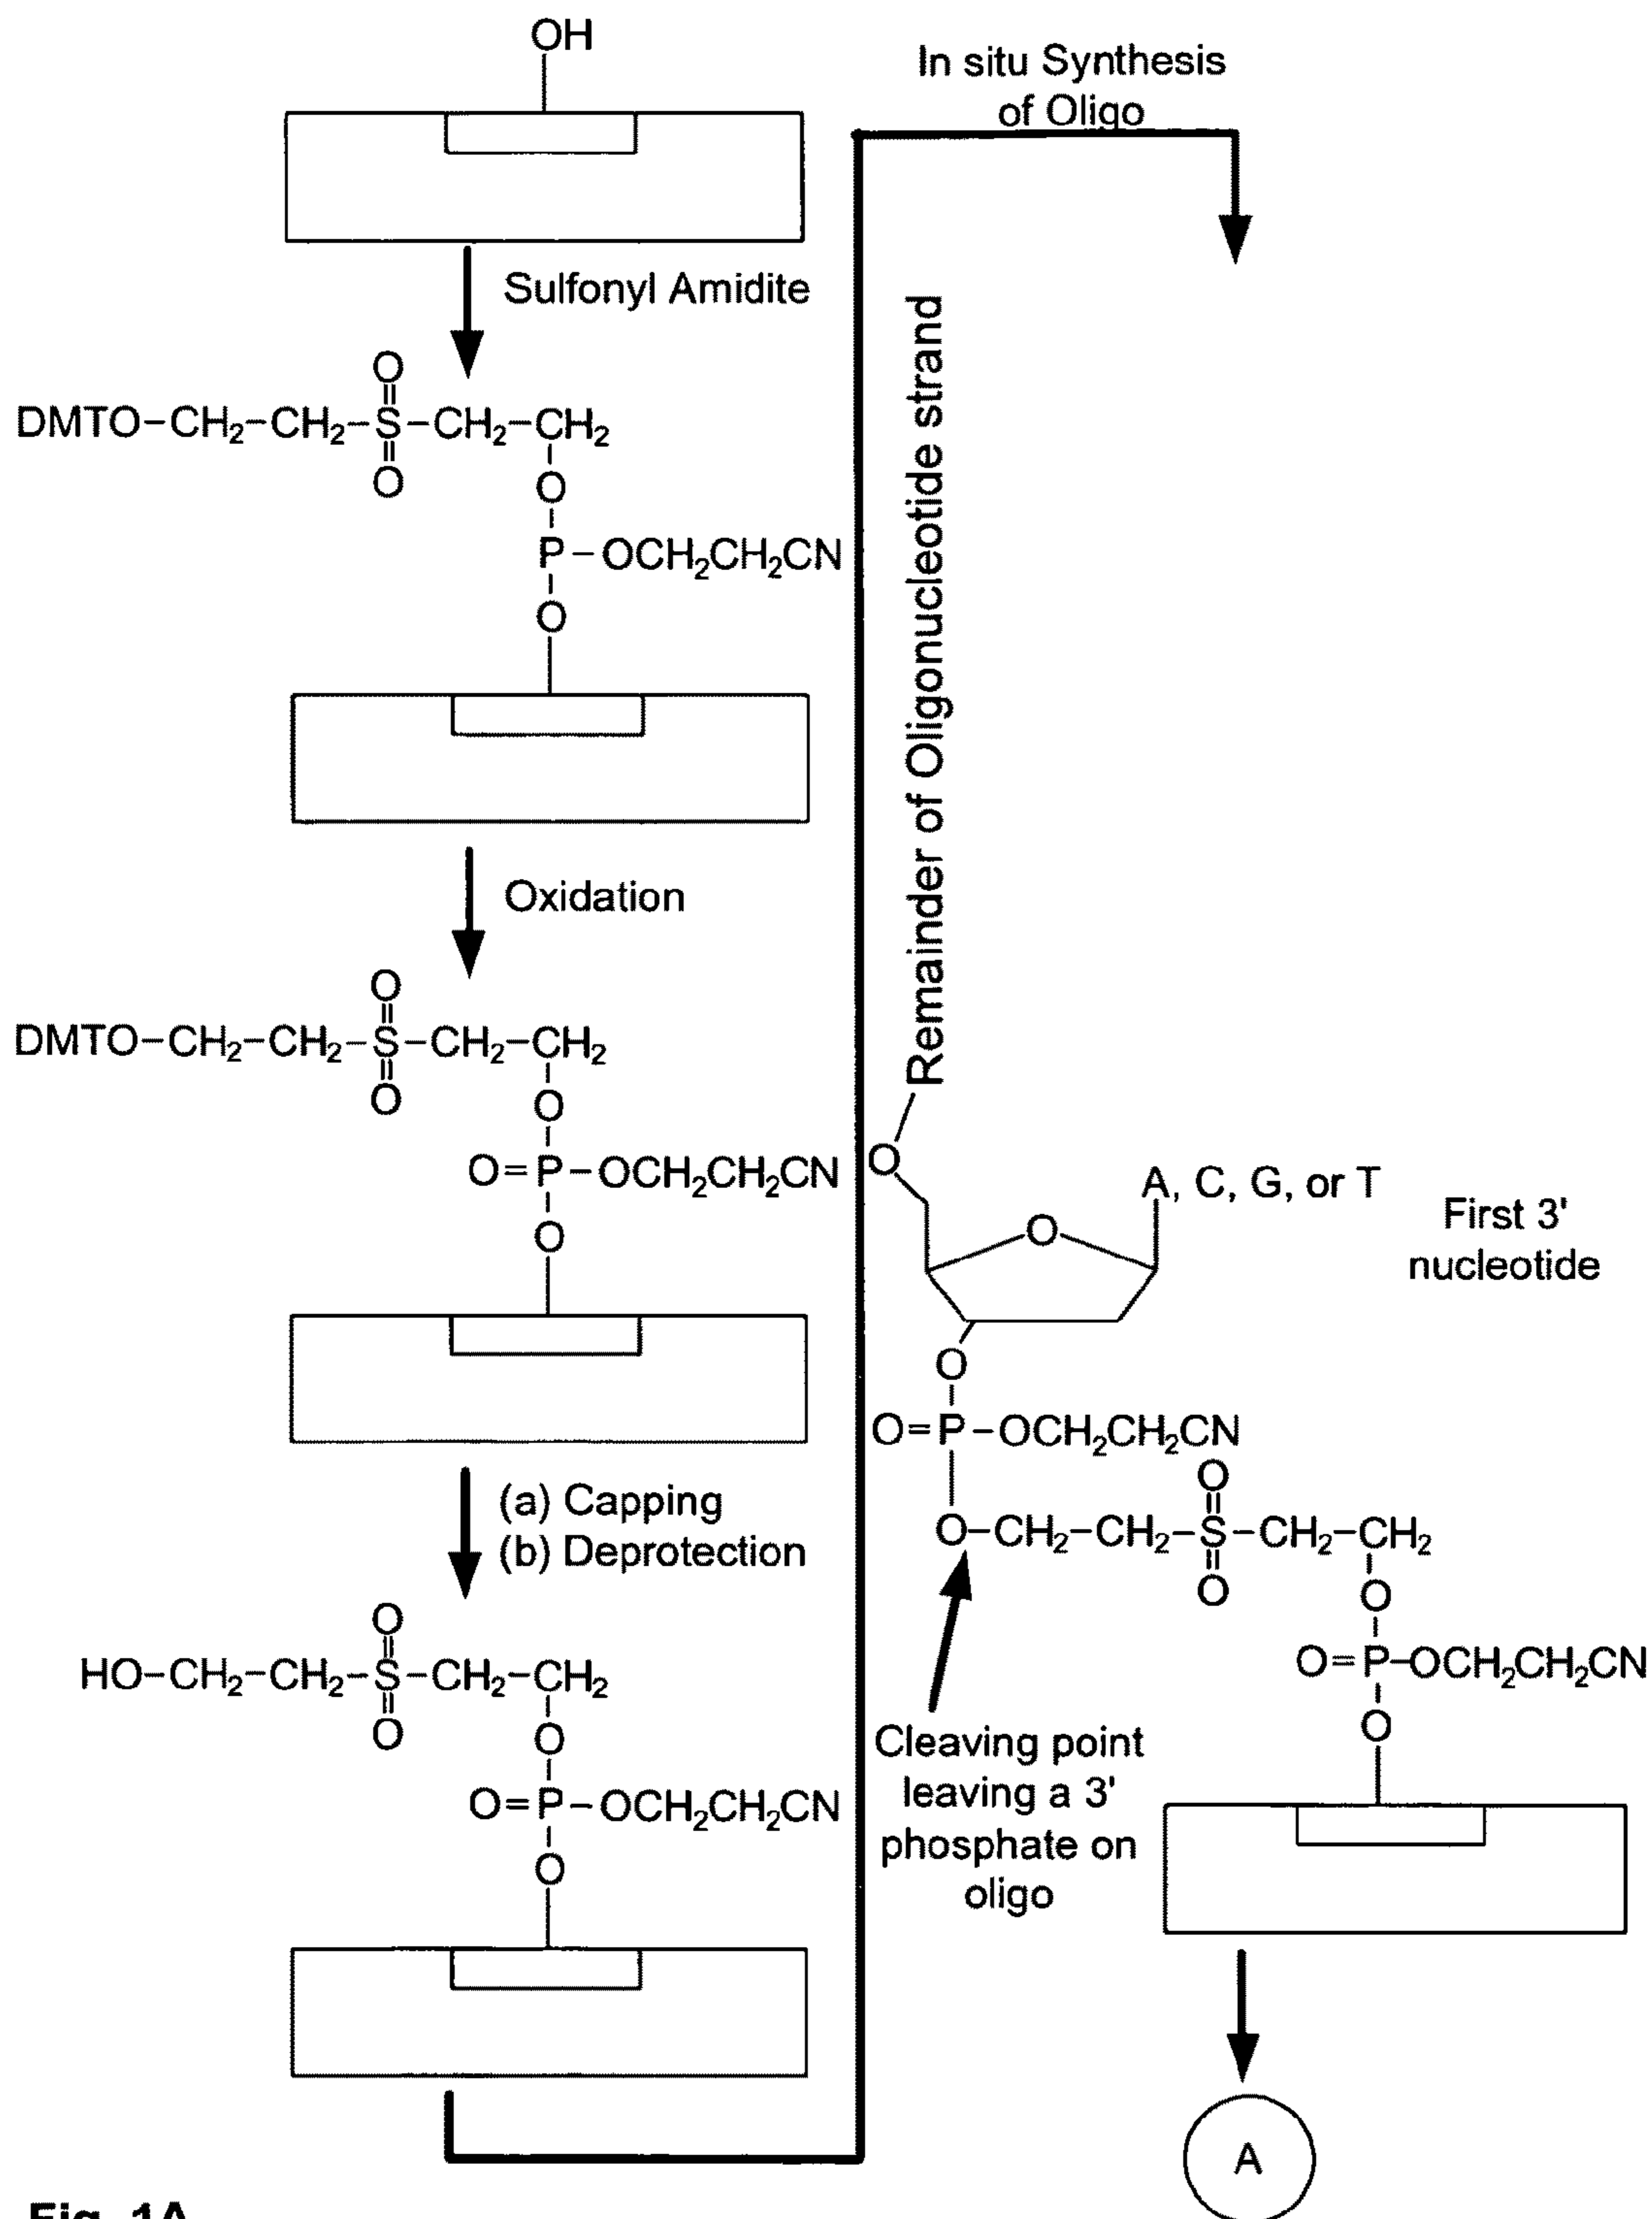 OH
Sulfonyl Amidite
O
DMTO–CH₂–CH₂–S–CH₂–CH₂
O
O
P–OCH₂CH₂CN
O
Oxidation
O
DMTO–CH₂–CH₂–S–CH₂–CH₂
O
O
O=P–OCH₂CH₂CN
O
(a) Capping
(b) Deprotection
O
HO–CH₂–CH₂–S–CH₂–CH₂
O
O
O=P–OCH₂CH₂CN
O
In situ Synthesis
of Oligo
Remainder of Oligonucleotide strand
O
A, C, G, or T
O
First 3'
nucleotide
O
O=P–OCH₂CH₂CN
O
O–CH₂–CH₂–S–CH₂–CH₂
O
O
O=P–OCH₂CH₂CN
O
Cleaving point
leaving a 3'
phosphate on
oligo
A
Fig. 1A